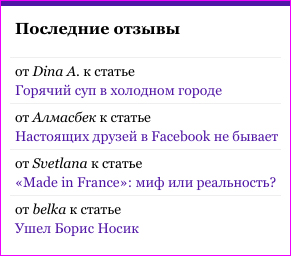 Последние отзывы
от Dina A. к статье
Горячий суп в холодном городе
от Алмасбек к статье
Настоящих друзей в Facebook не бывает
от Svetlana к статье
«Made in France»: миф или реальность?
от belka к статье
Ушел Борис Носик